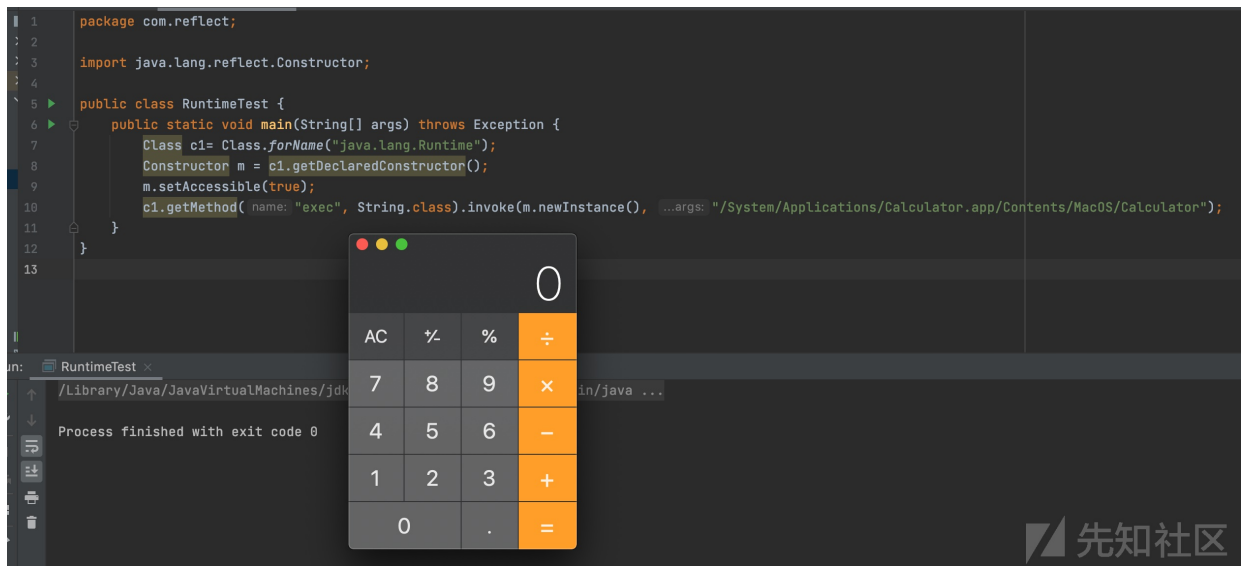 1 package com.reflect;
2
3 import java.lang.reflect.Constructor;
4
5 public class RuntimeTest {
6 public static void main(String[] args) throws Exception {
7 Class c1= Class.forName("java.lang.Runtime");
8 Constructor m = c1.getDeclaredConstructor();
9 m.setAccessible(true);
10 c1.getMethod( name: "exec", String.class).invoke(m.newInstance(), ...args: "/System/Applications/Calculator.app/Contents/MacOS/Calculator");
11 }
12 }
13
0
AC +⁄- % ÷
7 8 9 ×
4 5 6 −
1 2 3 +
0 . =
un: RuntimeTest ×
/Library/Java/JavaVirtualMachines/jdk in/java ...
Process finished with exit code 0
先知社区